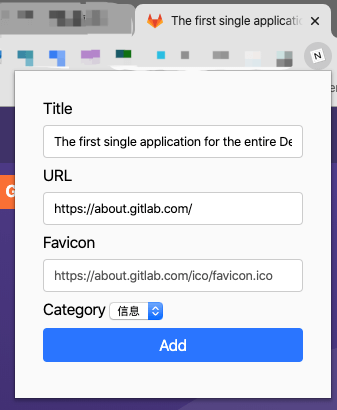 The first single applicatio
N
Title
The first single application for the entire De
URL
https://about.gitlab.com/
Favicon
https://about.gitlab.com/ico/favicon.ico
Category 信息
Add